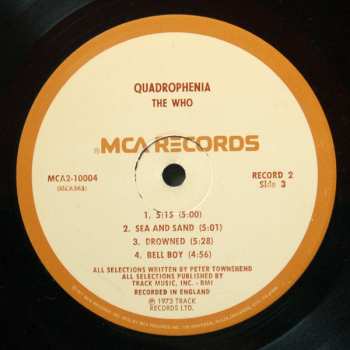 QUADROPHENIA
THE WHO
MCA RECORDS
MCA2-10004
RECORD 2
Side 3
1. 5:15 (5:00)
2. SEA AND SAND (5:01)
3. DROWNED (5:28)
4. BELL BOY (4:56)
ALL SELECTIONS WRITTEN BY PETER TOWNSHEND
ALL SELECTIONS PUBLISHED BY
TRACK MUSIC, INC. - BMI
RECORDED IN ENGLAND
℗ 1973 TRACK
RECORDS LTD.